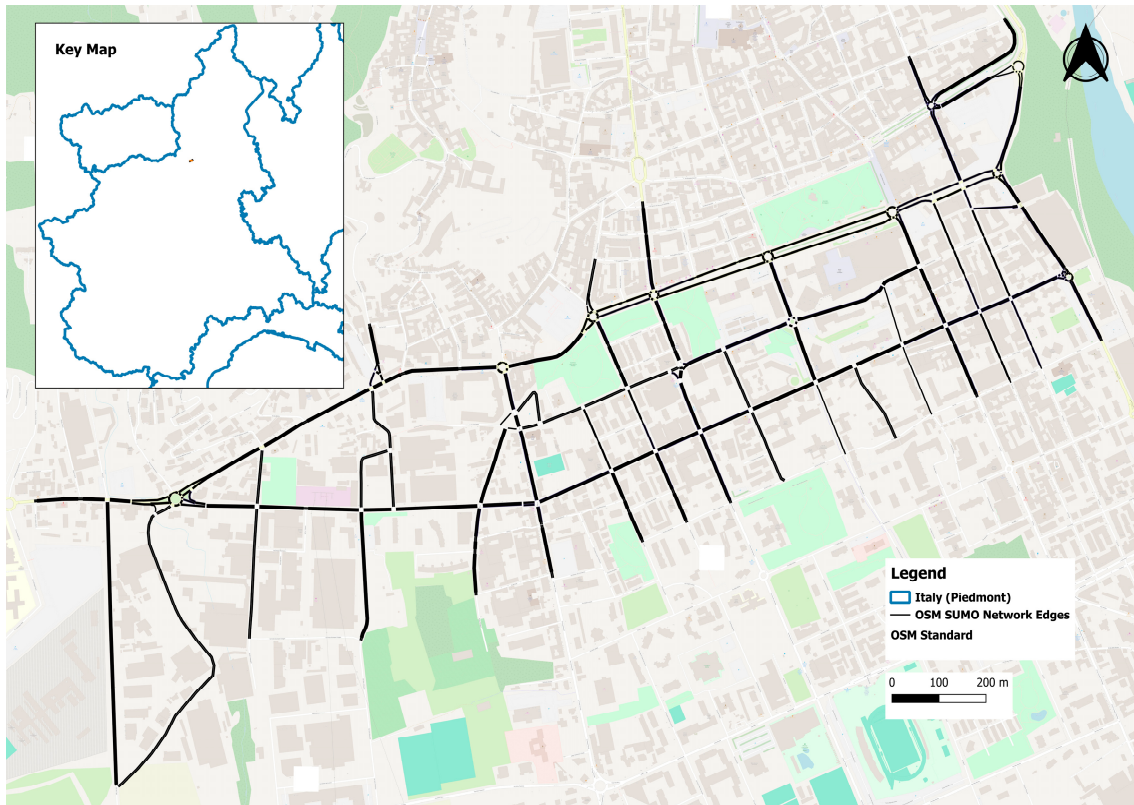 Key Map
Legend
Italy (Piedmont)
OSM SUMO Network Edges
OSM Standard
0 100 200 m